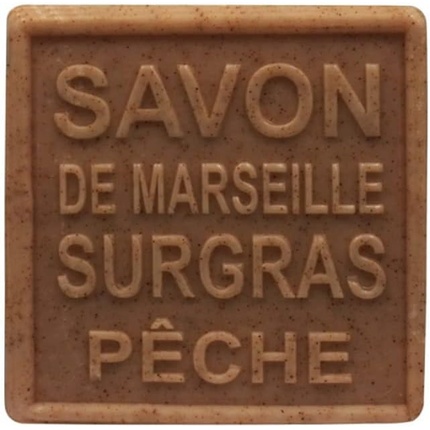 SAVON
DE MARSEILLE
SURGRAS
PÊCHE